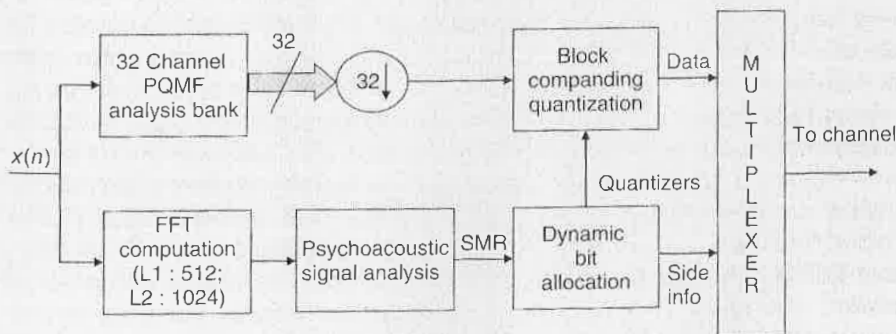 32 Channel
PQMF
analysis bank
32
32
Block
companding
quantization
Data
MULTIPLEXER
To channel
x(n)
Quantizers
FFT
computation
(L1 : 512;
L2 : 1024)
Psychoacoustic
signal analysis
SMR
Dynamic
bit
allocation
Side
info